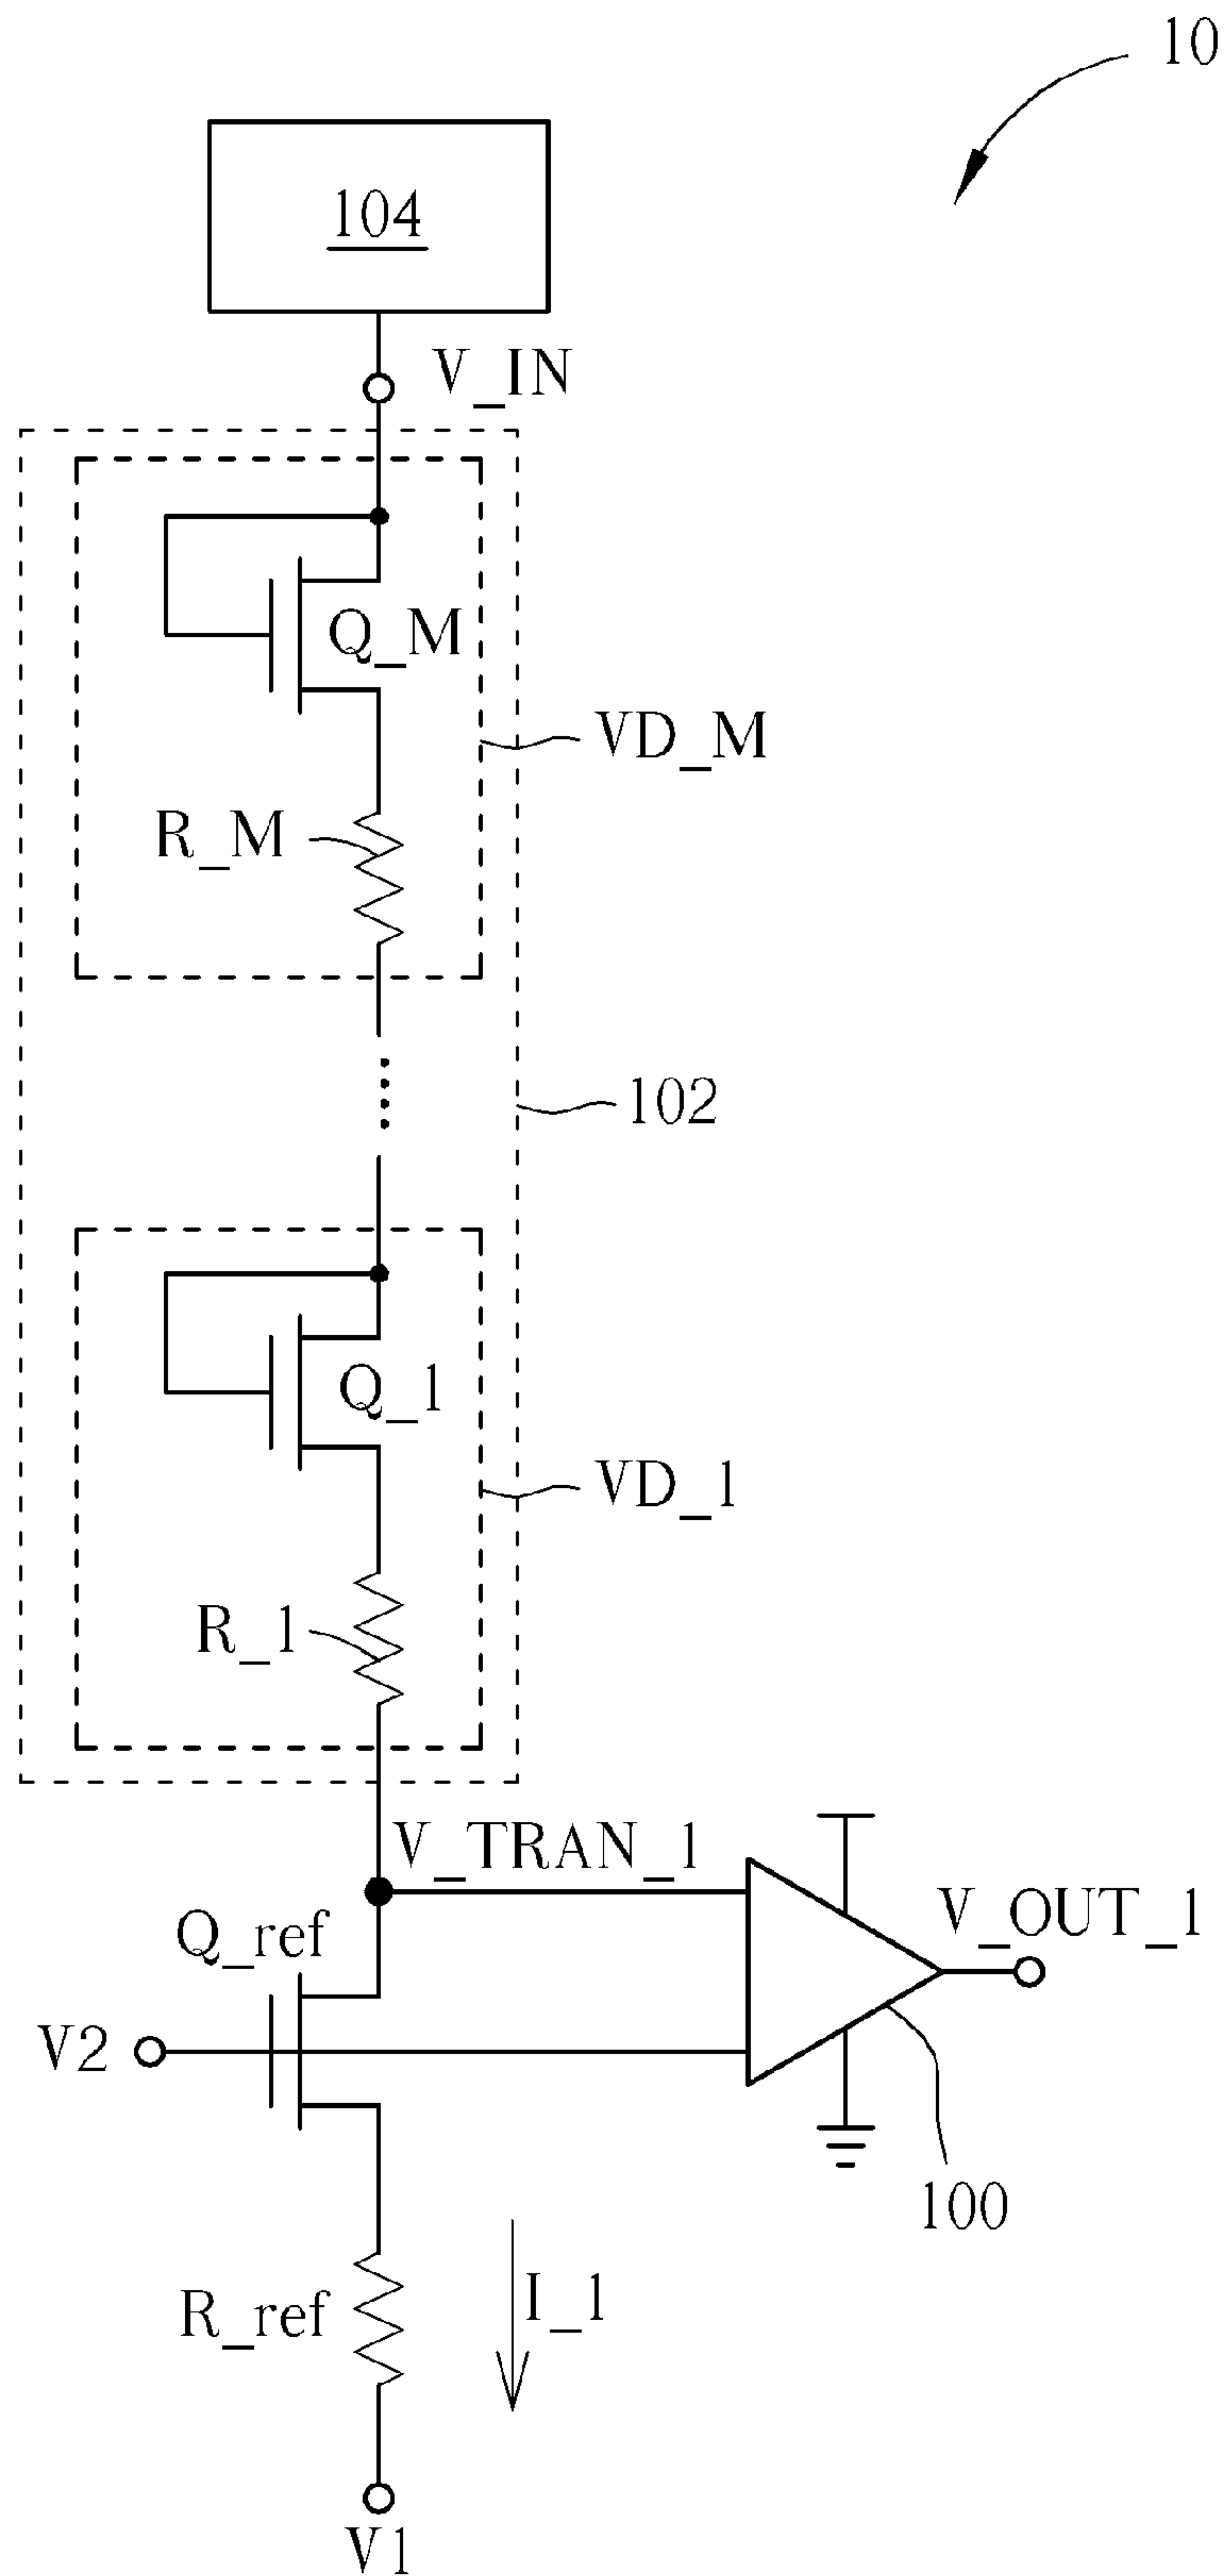 10
104
V_IN
Q_M
VD_M
R_M
102
Q_1
VD_1
R_1
V_TRAN_1
V_OUT_1
Q_ref
V2
100
R_ref
I_1
V1